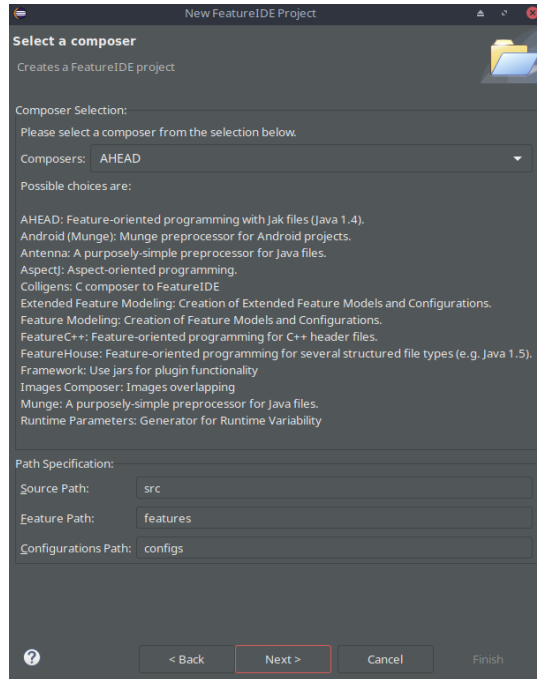 New FeatureIDE Project
Select a composer
Creates a FeatureIDE project
Composer Selection:
Please select a composer from the selection below.
Composers: AHEAD
Possible choices are:
AHEAD: Feature-oriented programming with Jak files (Java 1.4).
Android (Munge): Munge preprocessor for Android projects.
Antenna: A purposely-simple preprocessor for Java files.
AspectJ: Aspect-oriented programming.
Colligens: C composer to FeatureIDE
Extended Feature Modeling: Creation of Extended Feature Models and Configurations.
Feature Modeling: Creation of Feature Models and Configurations.
FeatureC++: Feature-oriented programming for C++ header files.
FeatureHouse: Feature-oriented programming for several structured file types (e.g. Java 1.5).
Framework: Use jars for plugin functionality
Images Composer: Images overlapping
Munge: A purposely-simple preprocessor for Java files.
Runtime Parameters: Generator for Runtime Variability
Path Specification:
Source Path: src
Feature Path: features
Configurations Path: configs
? < Back Next > Cancel Finish